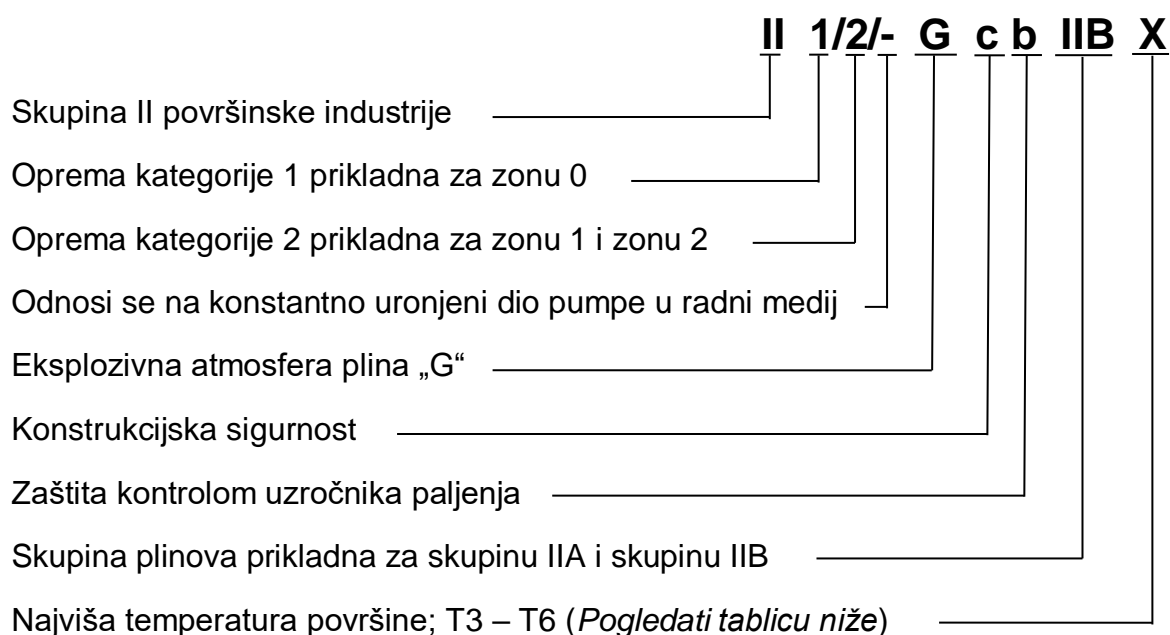 II 1/2/- G c b IIB X
Skupina II površinske industrije
Oprema kategorije 1 prikladna za zonu 0
Oprema kategorije 2 prikladna za zonu 1 i zonu 2
Odnosi se na konstantno uronjeni dio pumpe u radni medij
Eksplozivna atmosfera plina „G“
Konstrukcijska sigurnost
Zaštita kontrolom uzročnika paljenja
Skupina plinova prikladna za skupinu IIA i skupinu IIB
Najviša temperatura površine; T3 – T6 (Pogledati tablicu niže)